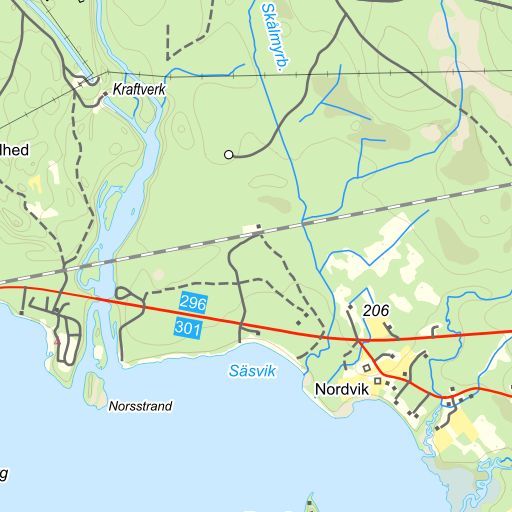 Skålmyrb.
Kraftverk
lhed
296
301
206
Säsvik
Nordvik
Norsstrand
g